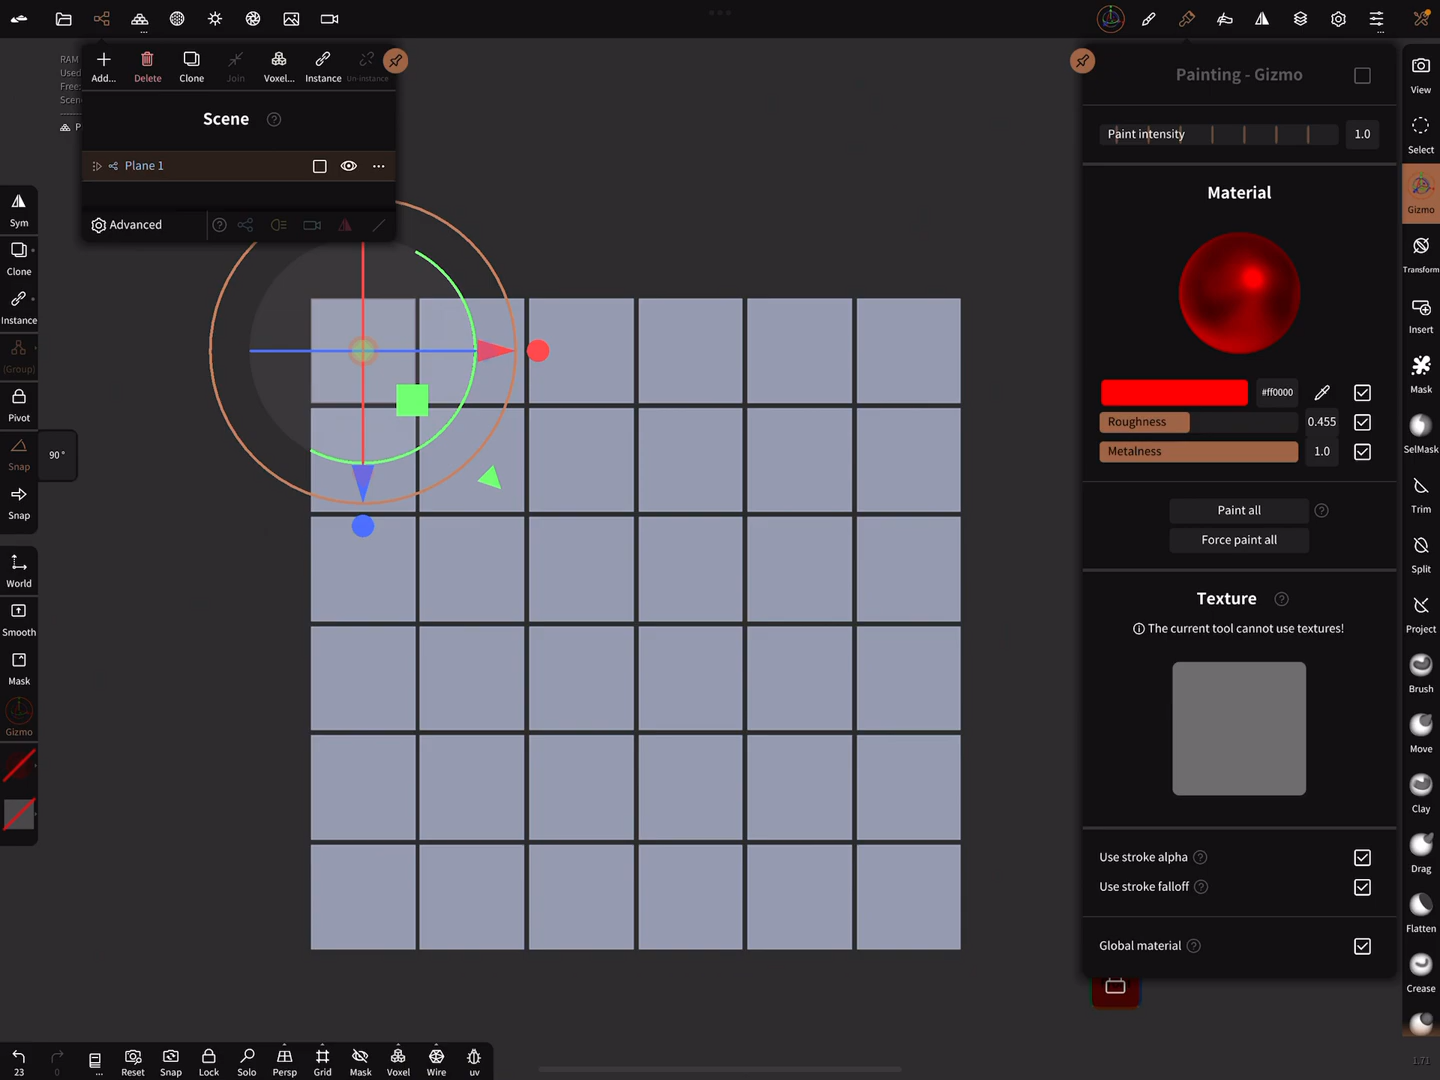 RAM
Used
Free:
Scen
P
Add...
Delete
Clone
Join
Voxel...
Instance
Un-instance
Scene
Plane 1
Advanced
Sym
Clone
Instance
(Group)
Pivot
Snap
90 °
Snap
World
Smooth
Mask
Gizmo
Painting - Gizmo
Paint intensity
1.0
Material
#ff0000
Roughness
0.455
Metalness
1.0
Paint all
Force paint all
Texture
The current tool cannot use textures!
Use stroke alpha
Use stroke falloff
Global material
View
Select
Gizmo
Transform
Insert
Mask
SelMask
Trim
Split
Project
Brush
Move
Clay
Drag
Flatten
Crease
23
0
...
Reset
Snap
Lock
Solo
Persp
Grid
Mask
Voxel
Wire
uv
1.71